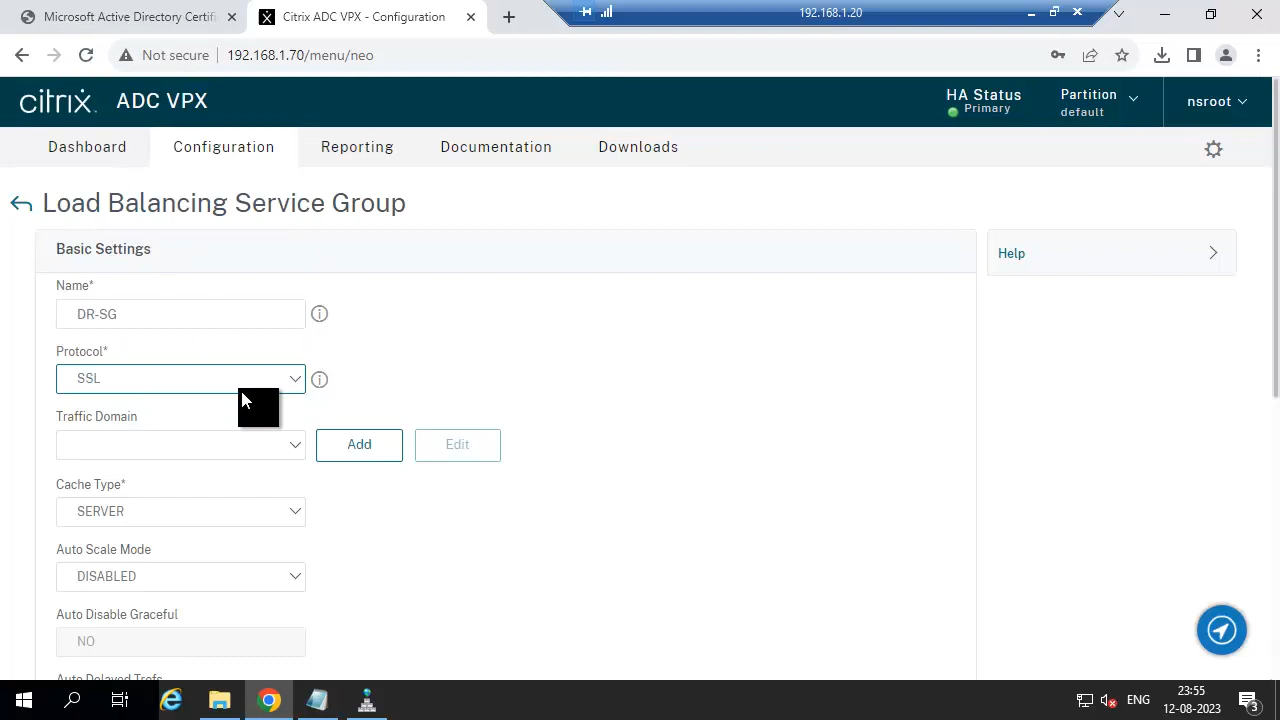 Microsoft Active Directory Certifi
Citrix ADC VPX - Configuration
192.168.1.20
Not secure
192.168.1.70/menu/neo
citrix. ADC VPX
HA Status
Primary
Partition
default
nsroot
Dashboard
Configuration
Reporting
Documentation
Downloads
Load Balancing Service Group
Basic Settings
Help
Name*
DR-SG
Protocol*
SSL
Traffic Domain
Add
Edit
Cache Type*
SERVER
Auto Scale Mode
DISABLED
Auto Disable Graceful
NO
Auto Delayed Trofs
ENG
23:55
12-08-2023
3